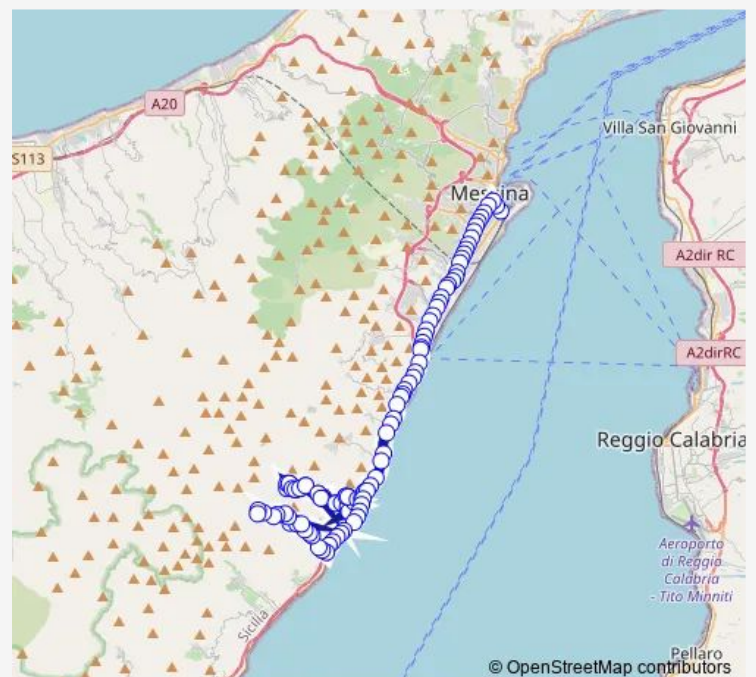 A20
S113
Villa San Giovanni
Messina
A2dir RC
A2dirRC
Reggio Calabria
Aeroporto
di Reggio
Calabria
- Tito Minniti
Sicilia
Pellaro
© OpenStreetMap contributors